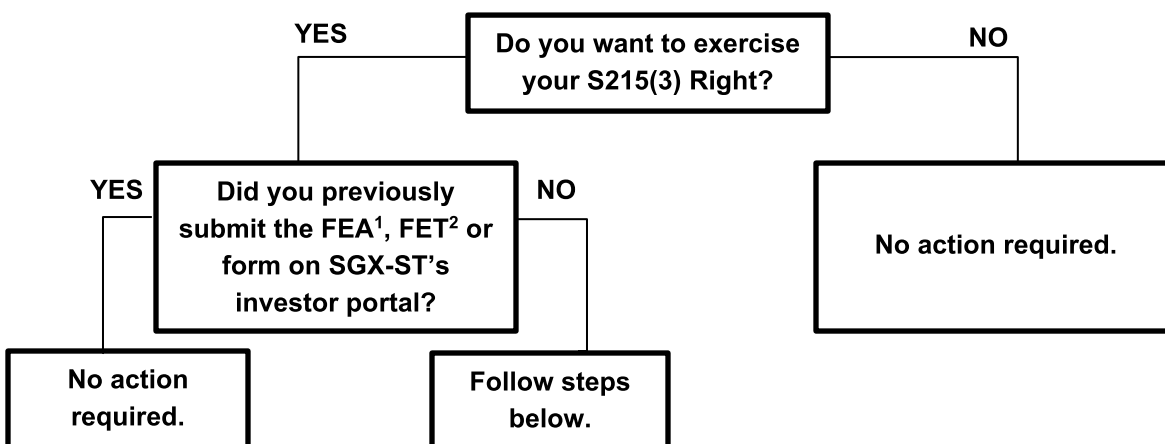 YES
Do you want to exercise
your S215(3) Right?
NO
YES
Did you previously
submit the FEA¹, FET² or
form on SGX-ST’s
investor portal?
NO
No action required.
No action
required.
Follow steps
below.